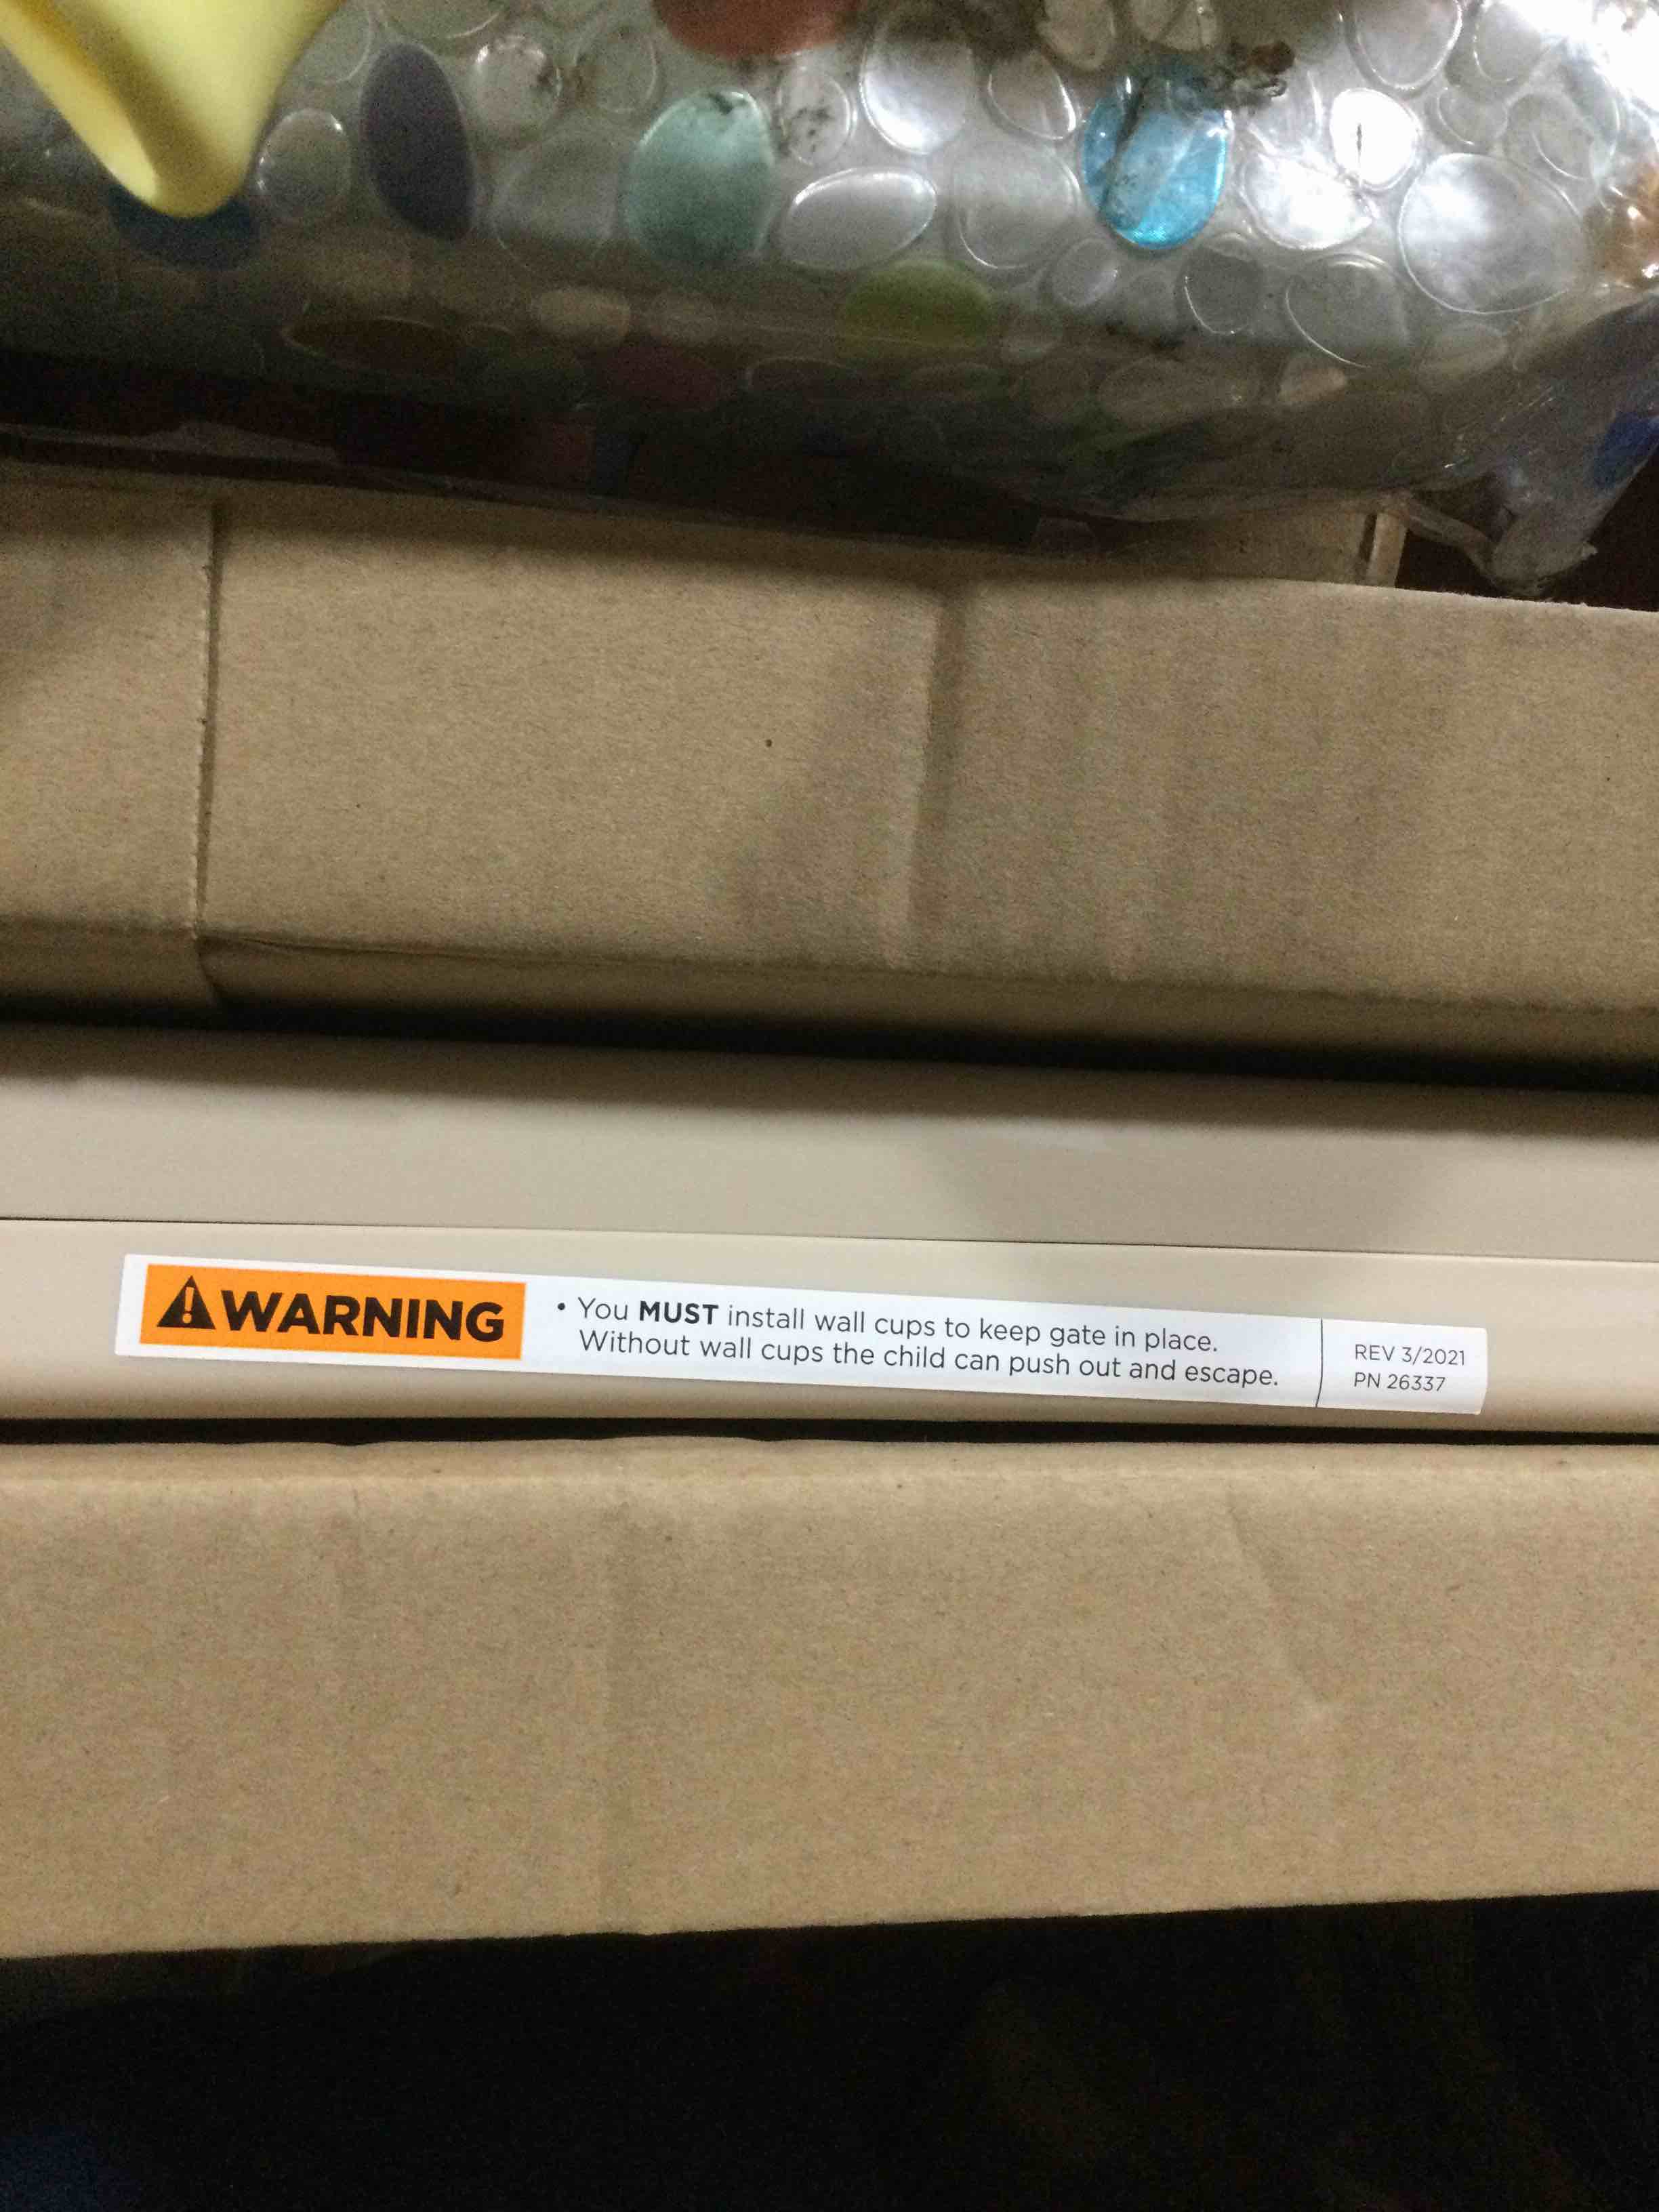 WARNING
• You MUST install wall cups to keep gate in place.
Without wall cups the child can push out and escape.
REV 3/2021
PN 26337